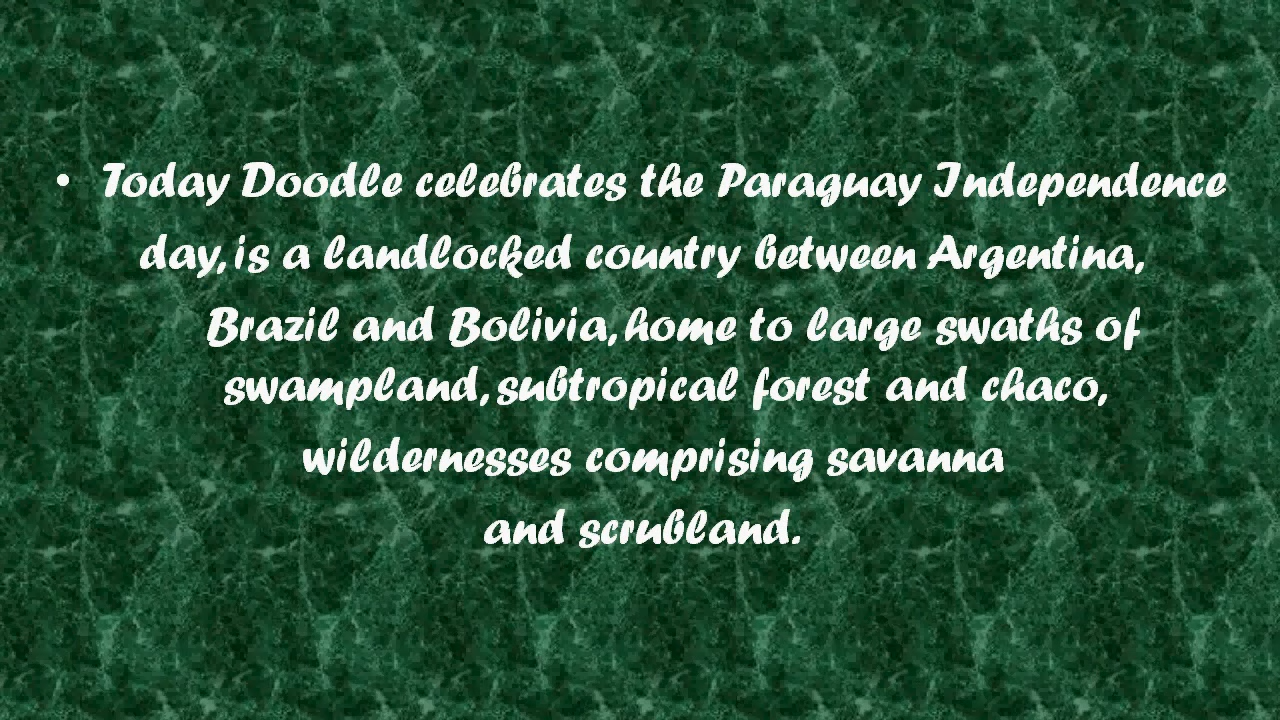 • Today Doodle celebrates the Paraguay Independence
day, is a landlocked country between Argentina,
Brazil and Bolivia, home to large swaths of
swampland, subtropical forest and chaco,
wildernesses comprising savanna
and scrubland.